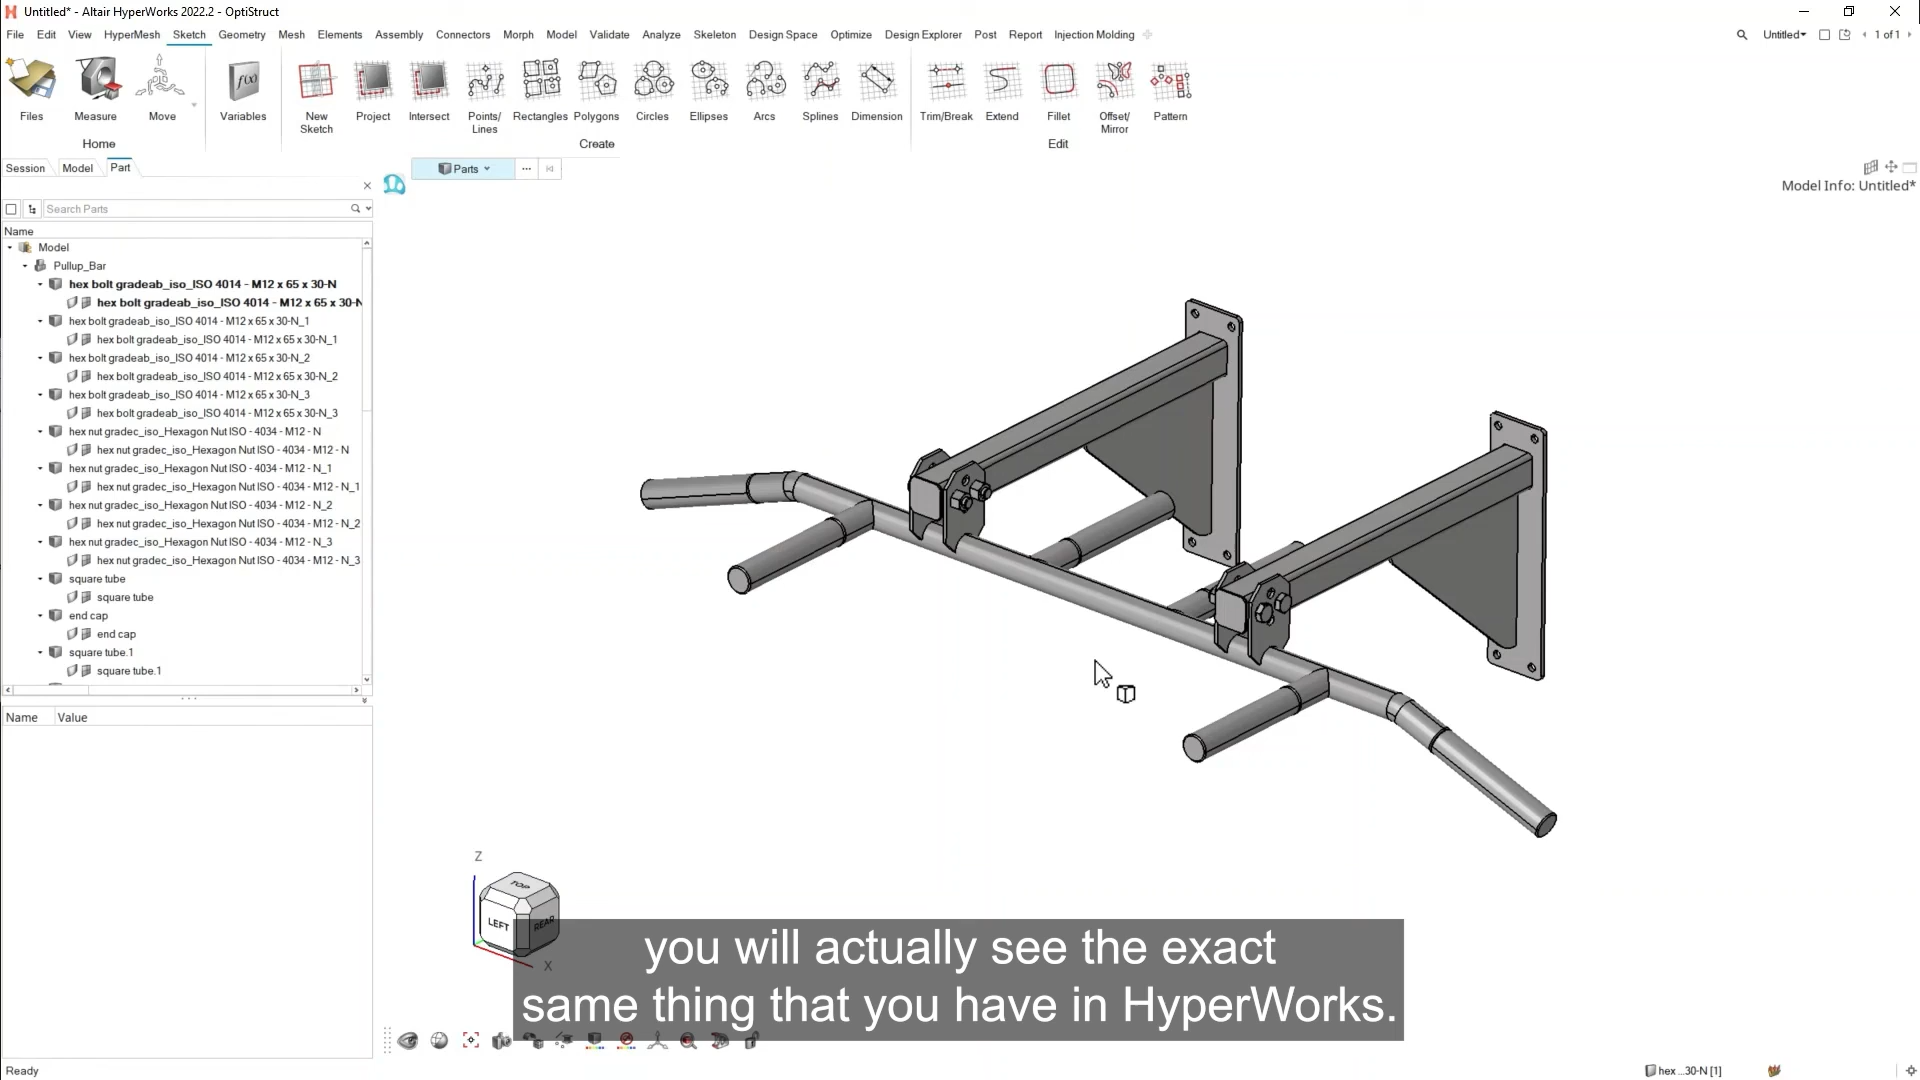 Untitled* - Altair HyperWorks 2022.2 - OptiStruct
File Edit View HyperMesh Sketch Geometry Mesh Elements Assembly Connectors Morph Model Validate Analyze Skeleton Design Space Optimize Design Explorer Post Report Injection Molding
Untitled 1 of 1
f(x)
Files Measure Move Variables New Sketch Project Intersect Points/ Lines Rectangles Polygons Circles Ellipses Arcs Splines Dimension Trim/Break Extend Fillet Offset/ Mirror Pattern
Home Create Edit
Session Model Part
Parts
Model Info: Untitled*
Search Parts
Name
Model
Pullup_Bar
hex bolt gradeab_iso_ISO 4014 - M12 x 65 x 30-N
hex bolt gradeab_iso_ISO 4014 - M12 x 65 x 30-N
hex bolt gradeab_iso_ISO 4014 - M12 x 65 x 30-N_1
hex bolt gradeab_iso_ISO 4014 - M12 x 65 x 30-N_1
hex bolt gradeab_iso_ISO 4014 - M12 x 65 x 30-N_2
hex bolt gradeab_iso_ISO 4014 - M12 x 65 x 30-N_2
hex bolt gradeab_iso_ISO 4014 - M12 x 65 x 30-N_3
hex bolt gradeab_iso_ISO 4014 - M12 x 65 x 30-N_3
hex nut gradec_iso_Hexagon Nut ISO - 4034 - M12 - N
hex nut gradec_iso_Hexagon Nut ISO - 4034 - M12 - N
hex nut gradec_iso_Hexagon Nut ISO - 4034 - M12 - N_1
hex nut gradec_iso_Hexagon Nut ISO - 4034 - M12 - N_1
hex nut gradec_iso_Hexagon Nut ISO - 4034 - M12 - N_2
hex nut gradec_iso_Hexagon Nut ISO - 4034 - M12 - N_2
hex nut gradec_iso_Hexagon Nut ISO - 4034 - M12 - N_3
hex nut gradec_iso_Hexagon Nut ISO - 4034 - M12 - N_3
square tube
square tube
end cap
end cap
square tube.1
square tube.1
Name Value
Z
TOP
LEFT REAR
X
you will actually see the exact
same thing that you have in HyperWorks.
Ready
hex ...30-N [1]